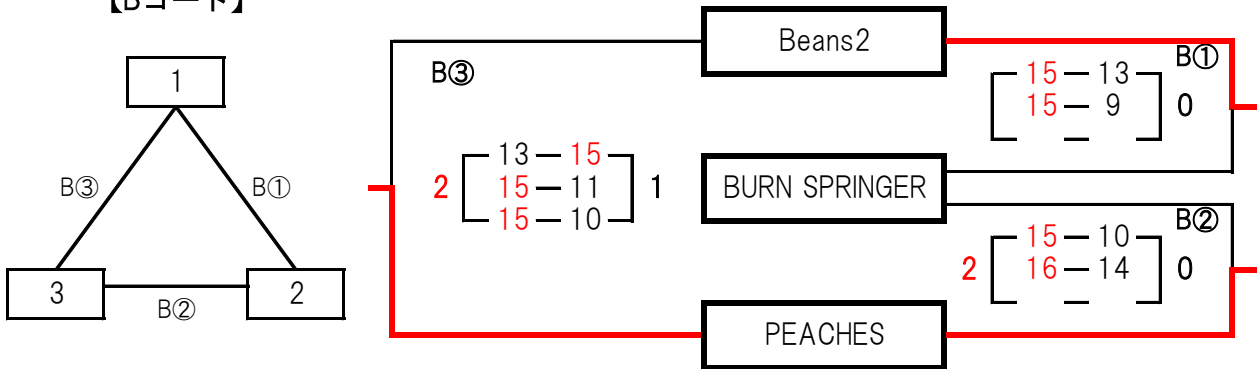 【Bコート】
1
B③
B①
3
2
B②
B③
2
13 — 15
15 — 11
15 — 10
1
Beans2
BURN SPRINGER
PEACHES
B①
15 — 13
15 — 9
—
0
B②
2
15 — 10
16 — 14
—
0